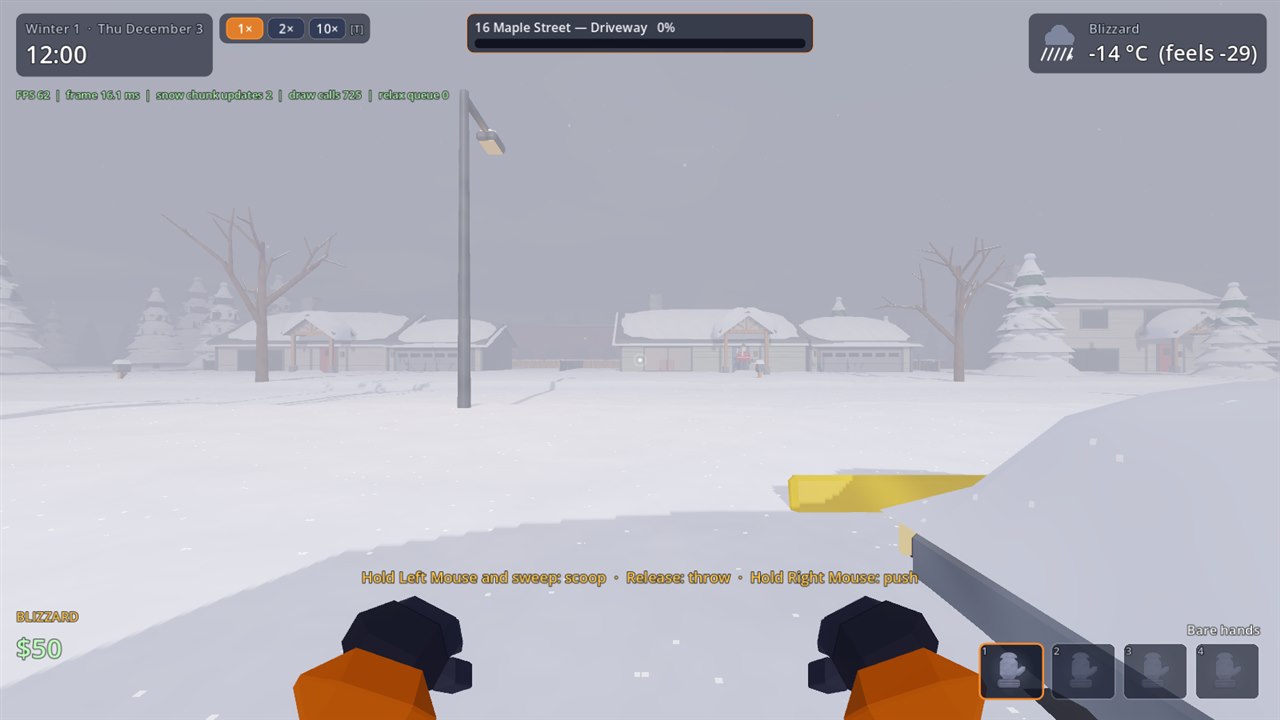 Winter 1 · Thu December 3
12:00
1×
2×
10×
[T]
16 Maple Street — Driveway 0%
Blizzard
-14 °C (feels -29)
FPS 62 | frame 16.1 ms | snow chunk updates 2 | draw calls 725 | relax queue 0
Hold Left Mouse and sweep: scoop · Release: throw · Hold Right Mouse: push
BLIZZARD
$50
Bare hands
1
2
3
4